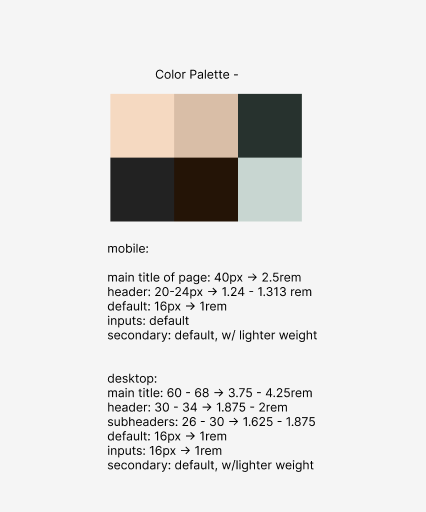 Color Palette -
mobile:
main title of page: 40px → 2.5rem
header: 20-24px → 1.24 - 1.313 rem
default: 16px → 1rem
inputs: default
secondary: default, w/ lighter weight
desktop:
main title: 60 - 68 → 3.75 - 4.25rem
header: 30 - 34 → 1.875 - 2rem
subheaders: 26 - 30 → 1.625 - 1.875
default: 16px → 1rem
inputs: 16px → 1rem
secondary: default, w/lighter weight